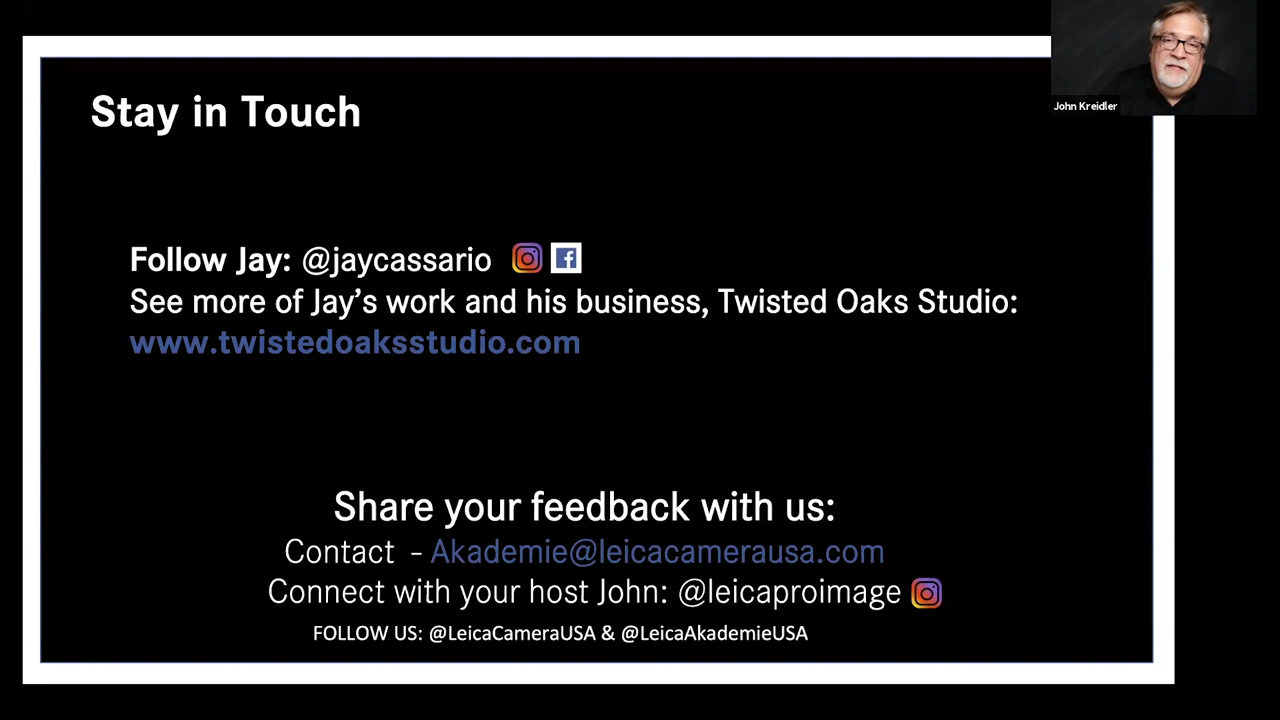 Stay in Touch
John Kreidler
Follow Jay: @jaycassario
See more of Jay’s work and his business, Twisted Oaks Studio:
www.twistedoaksstudio.com
Share your feedback with us:
Contact - Akademie@leicacamerausa.com
Connect with your host John: @leicaproimage
FOLLOW US: @LeicaCameraUSA & @LeicaAkademieUSA